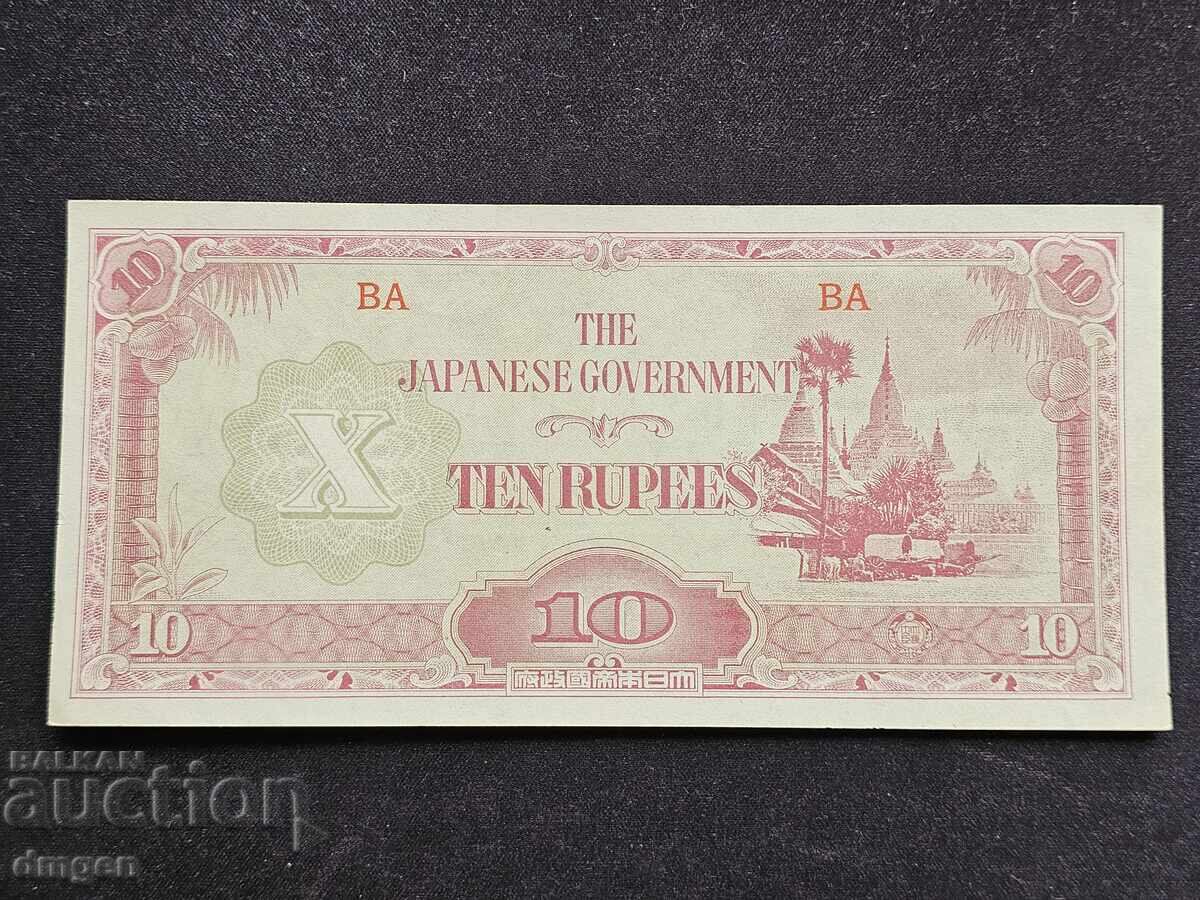 10
10
BA
BA
THE
JAPANESE GOVERNMENT
X
TEN RUPEES
10
10
10
府政國帝本日大
BALKAN
auction
dmgen